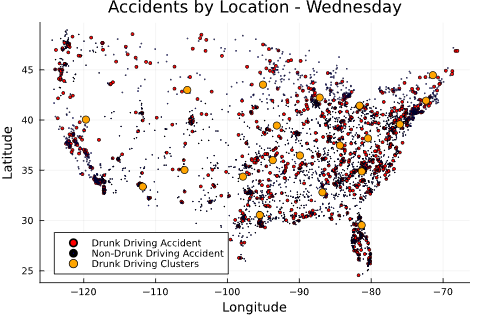 Accidents by Location - Wednesday
Latitude
45
40
35
30
25
Drunk Driving Accident
Non-Drunk Driving Accident
Drunk Driving Clusters
−120
−110
−100
−90
−80
−70
Longitude